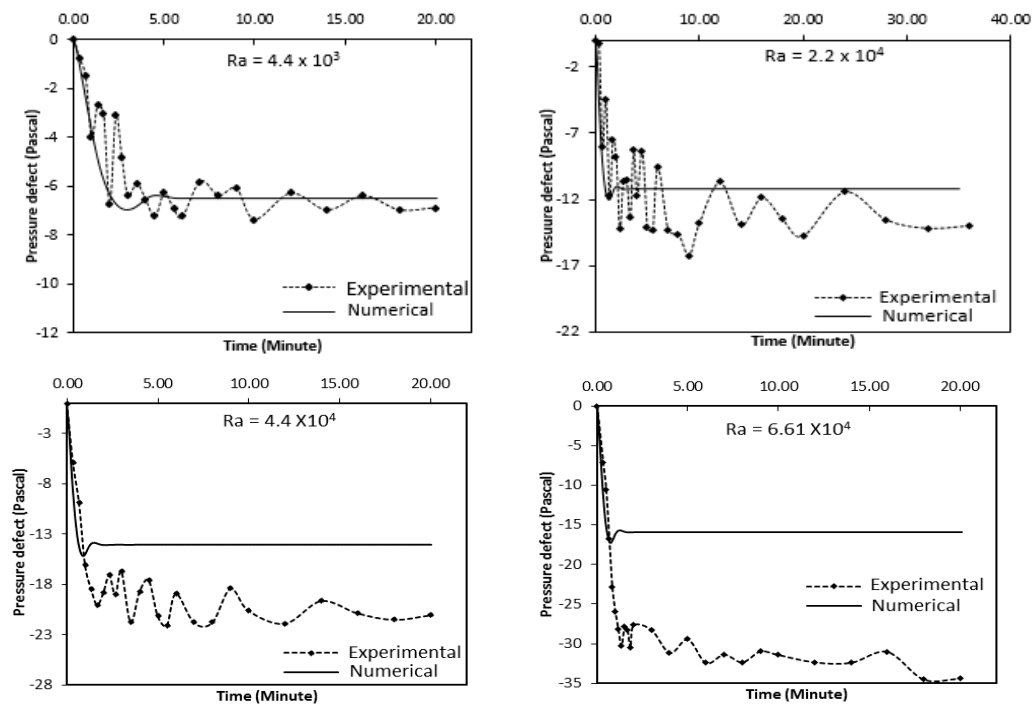 0.00 5.00 10.00 15.00 20.00
0
-2
-4
-6
-8
-10
-12
Pressure defect (Pascal)
Ra = 4.4 x 10³
Experimental
Numerical
Time (Minute)
0.00 10.00 20.00 30.00 40.00
-2
-7
-12
-17
-22
Presuure defect (Pascal)
Ra = 2.2 x 10⁴
Experimental
Numerical
Time (Minute)
0.00 5.00 10.00 15.00 20.00
-3
-8
-13
-18
-23
-28
Pressure defect (Pascal)
Ra = 4.4 X10⁴
Experimental
Numerical
Time (Minute)
0.00 5.00 10.00 15.00 20.00
0
-5
-10
-15
-20
-25
-30
-35
Pressure defect (Pascal)
Ra = 6.61 X10⁴
Experimental
Numerical
Time (Minute)